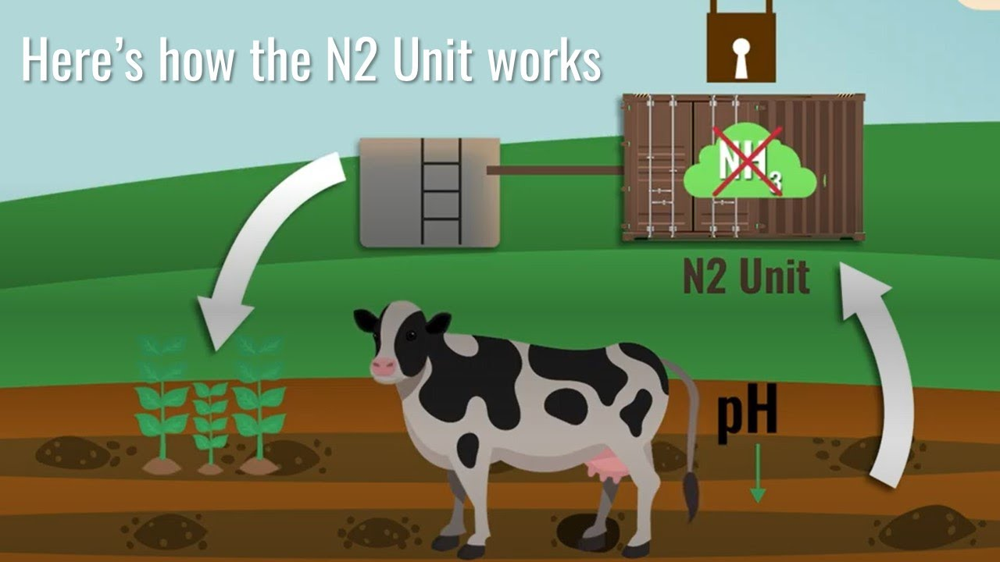 Here's how the N2 Unit works
NH₃
N2 Unit
pH